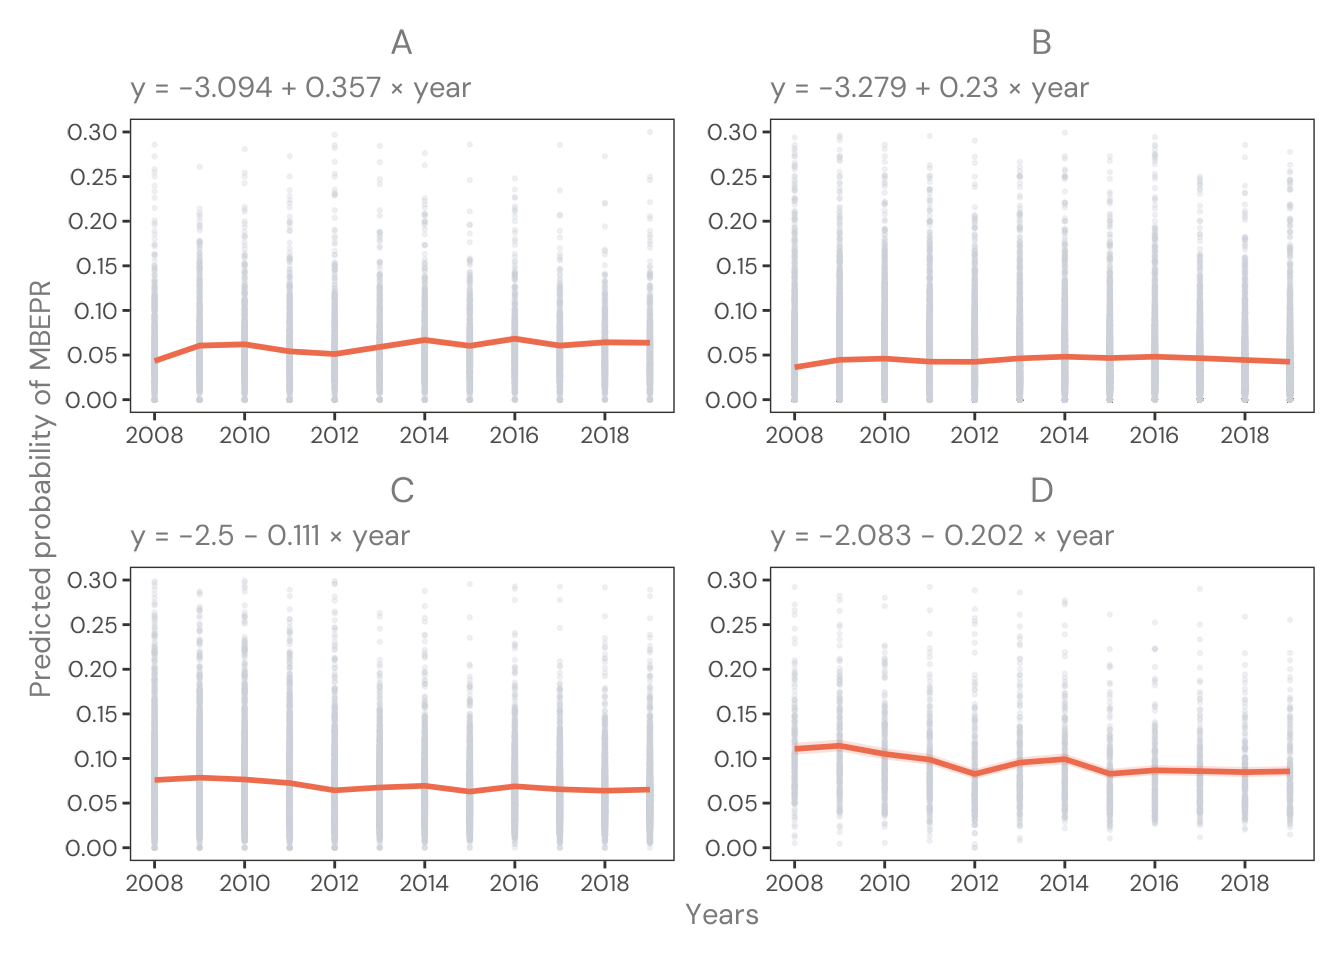 A
y = −3.094 + 0.357 × year
0.30
0.25
0.20
0.15
0.10
0.05
0.00
2008 2010 2012 2014 2016 2018
B
y = −3.279 + 0.23 × year
0.30
0.25
0.20
0.15
0.10
0.05
0.00
2008 2010 2012 2014 2016 2018
Predicted probability of MBEPR
C
y = −2.5 − 0.111 × year
0.30
0.25
0.20
0.15
0.10
0.05
0.00
2008 2010 2012 2014 2016 2018
D
y = −2.083 − 0.202 × year
0.30
0.25
0.20
0.15
0.10
0.05
0.00
2008 2010 2012 2014 2016 2018
Years